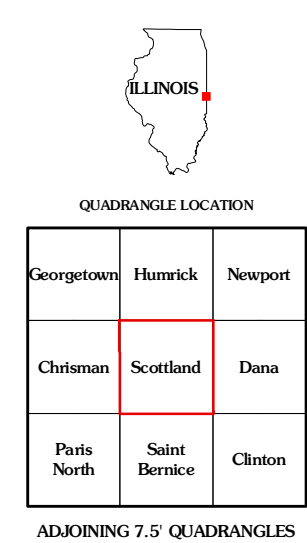 ILLINOIS
QUADRANGLE LOCATION
Georgetown Humrick Newport
Chrisman Scottland Dana
Paris North Saint Bernice Clinton
ADJOINING 7.5' QUADRANGLES